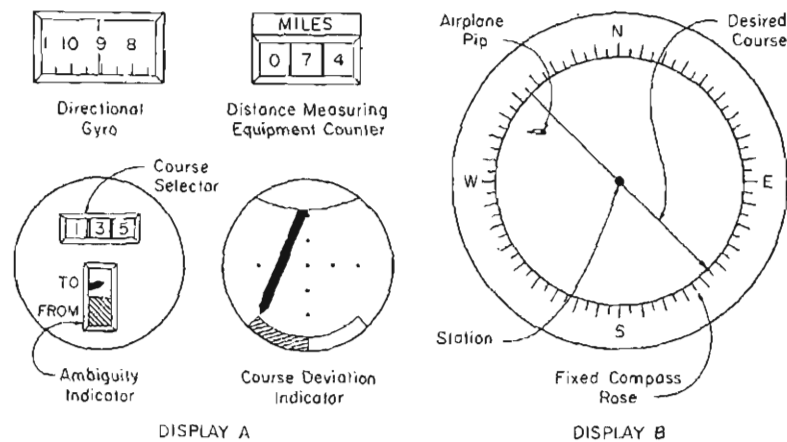 1 10 9 8
Directional
Gyro
MILES
0 7 4
Distance Measuring
Equipment Counter
Course
Selector
1 3 5
TO
FROM
Ambiguity
Indicator
Course Deviation
Indicator
DISPLAY A
Airplane
Pip
Desired
Course
N
W
E
S
Station
Fixed Compass
Rose
DISPLAY B